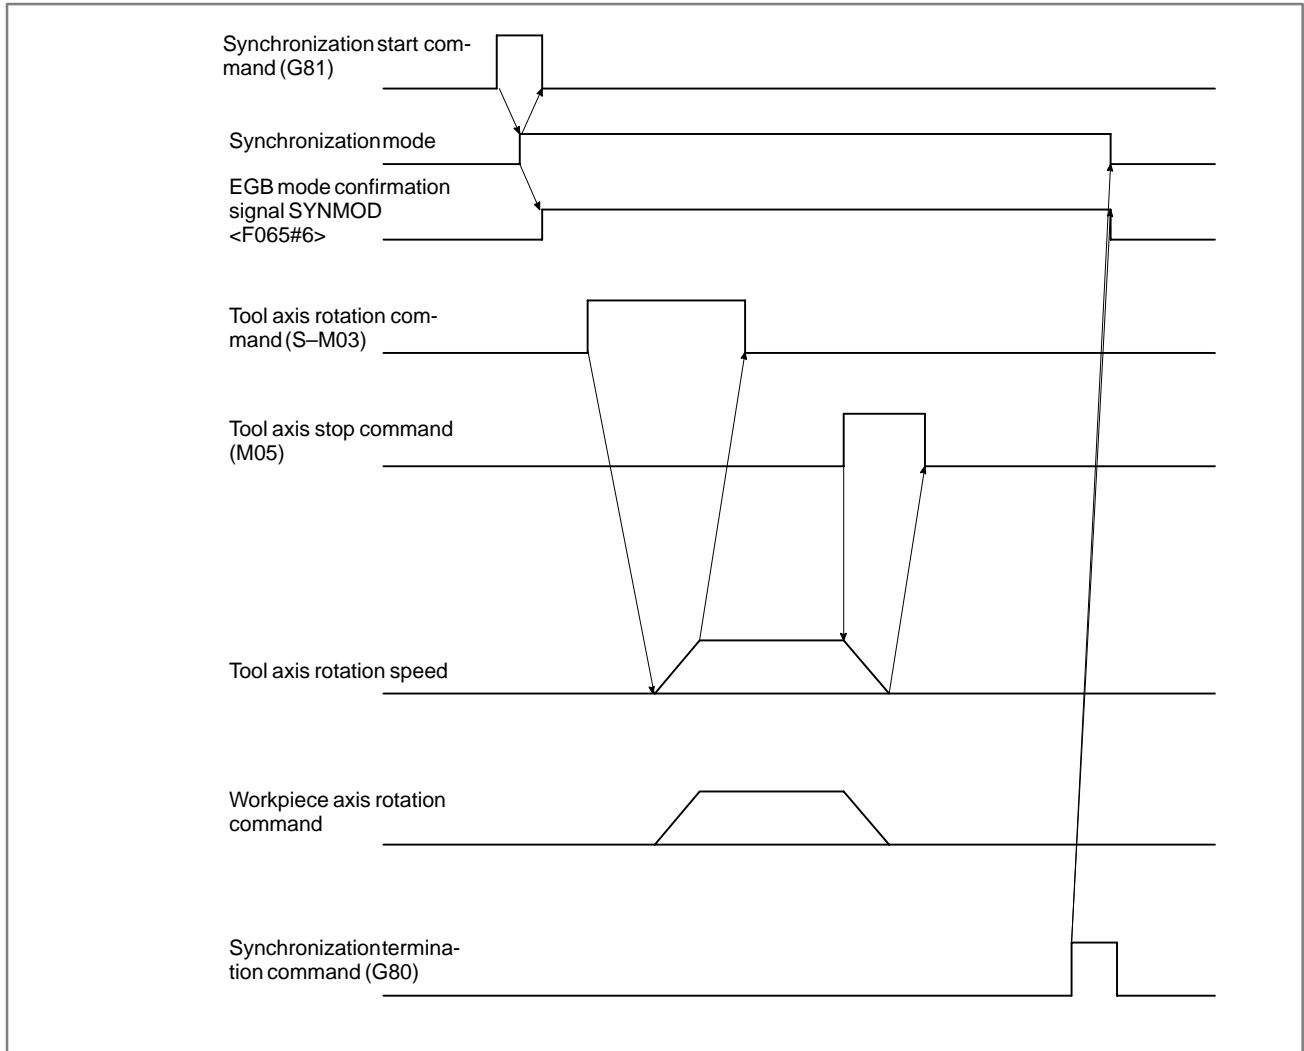 Synchronization start com-
mand (G81)
Synchronization mode
EGB mode confirmation
signal SYNMOD
<F065#6>
Tool axis rotation com-
mand (S–M03)
Tool axis stop command
(M05)
Tool axis rotation speed
Workpiece axis rotation
command
Synchronization termina-
tion command (G80)